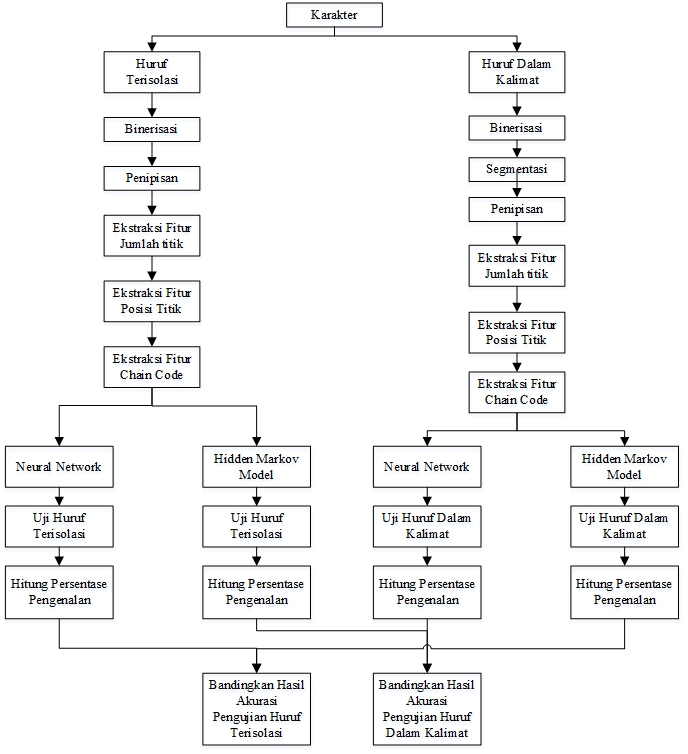 Karakter
Huruf
Terisolasi
Huruf Dalam
Kalimat
Binerisasi
Binerisasi
Segmentasi
Penipisan
Penipisan
Ekstraksi Fitur
Jumlah titik
Ekstraksi Fitur
Jumlah titik
Ekstraksi Fitur
Posisi Titik
Ekstraksi Fitur
Posisi Titik
Ekstraksi Fitur
Chain Code
Ekstraksi Fitur
Chain Code
Neural Network
Hidden Markov
Model
Neural Network
Hidden Markov
Model
Uji Huruf
Terisolasi
Uji Huruf
Terisolasi
Uji Huruf Dalam
Kalimat
Uji Huruf Dalam
Kalimat
Hitung Persentase
Pengenalan
Hitung Persentase
Pengenalan
Hitung Persentase
Pengenalan
Hitung Persentase
Pengenalan
Bandingkan Hasil
Akurasi
Pengujian Huruf
Terisolasi
Bandingkan Hasil
Akurasi
Pengujian Huruf
Dalam Kalimat